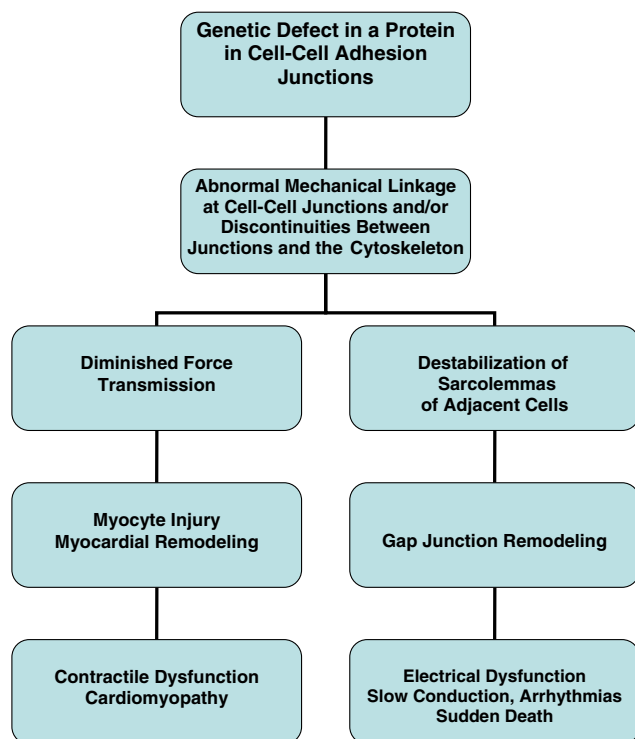 Genetic Defect in a Protein
in Cell-Cell Adhesion
Junctions
Abnormal Mechanical Linkage
at Cell-Cell Junctions and/or
Discontinuities Between
Junctions and the Cytoskeleton
Diminished Force
Transmission
Destabilization of
Sarcolemmas
of Adjacent Cells
Myocyte Injury
Myocardial Remodeling
Gap Junction Remodeling
Contractile Dysfunction
Cardiomyopathy
Electrical Dysfunction
Slow Conduction, Arrhythmias
Sudden Death